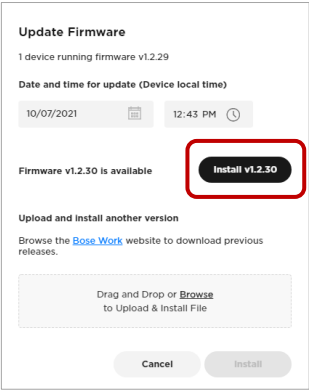 Update Firmware
1 device running firmware v1.2.29
Date and time for update (Device local time)
10/07/2021 12:43 PM
Firmware v1.2.30 is available Install v1.2.30
Upload and install another version
Browse the Bose Work website to download previous
releases.
Drag and Drop or Browse
to Upload & Install File
Cancel Install